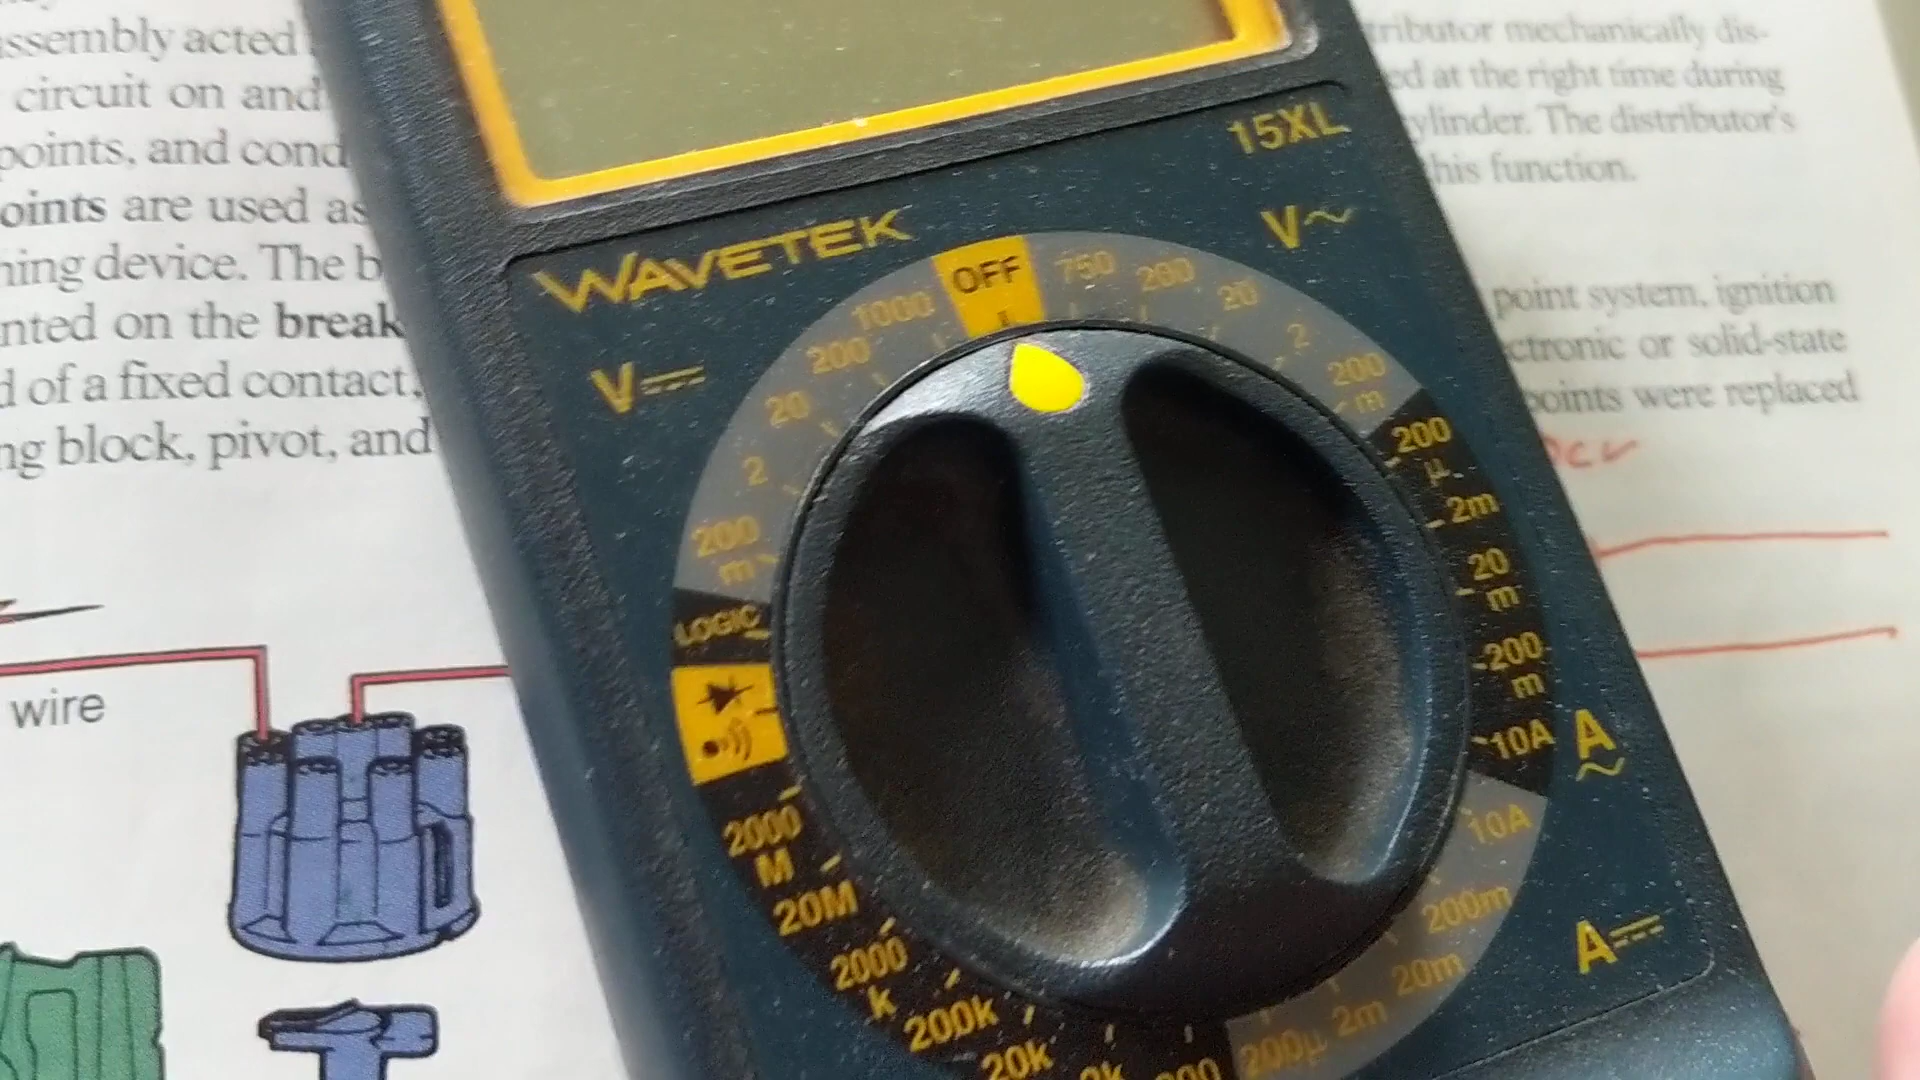 assembly acted
circuit on and
points, and cond
oints are used as
ning device. The b
nted on the break
d of a fixed contact,
ng block, pivot, and
wire
15XL
WAVETEK
V~
V
OFF
750
200
20
2
200
m
200
µ
2m
20
m
200
m
10A
A
~
10A
200m
20m
2m
200µ
A
1000
200
20
2
200
m
LOGIC
2000
M
20M
2000
k
200k
20k
2k
200
tributor mechanically dis-
ed at the right time during
ylinder. The distributor's
this function.
point system, ignition
ctronic or solid-state
points were replaced